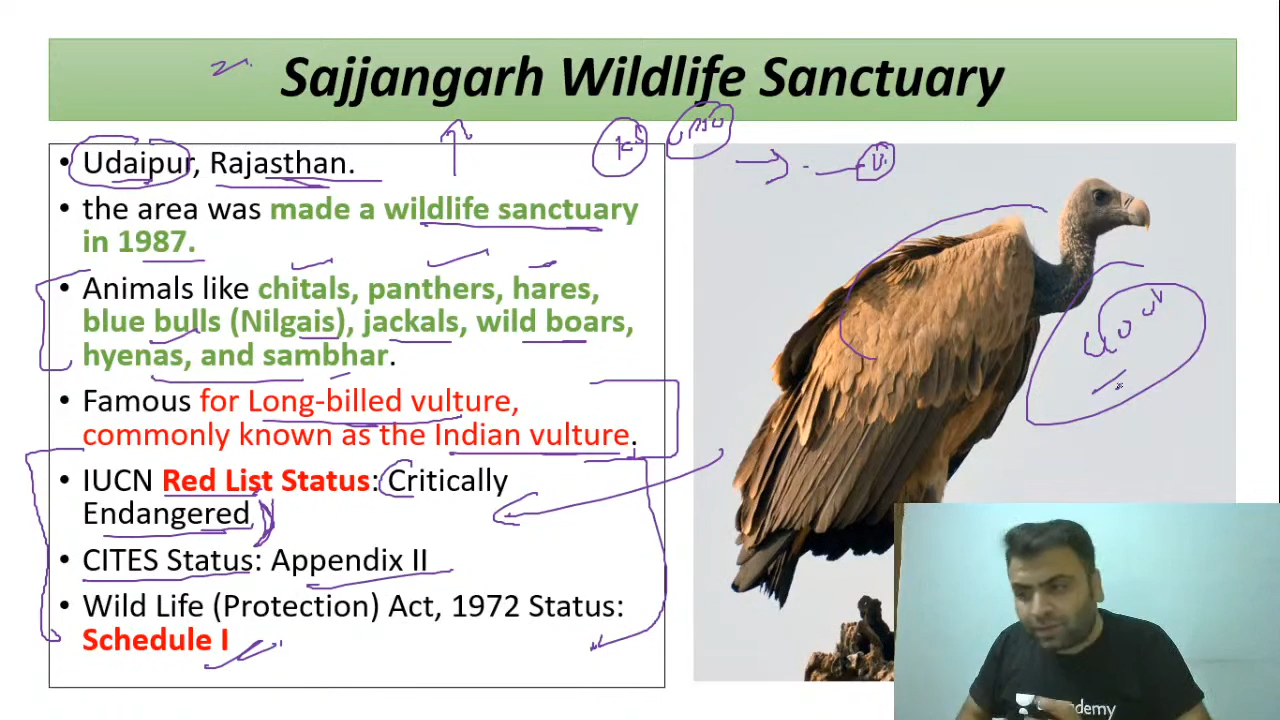 Sajjangarh Wildlife Sanctuary
• Udaipur, Rajasthan.
• the area was made a wildlife sanctuary
in 1987.
• Animals like chitals, panthers, hares,
blue bulls (Nilgais), jackals, wild boars,
hyenas, and sambhar.
• Famous for Long-billed vulture,
commonly known as the Indian vulture.
• IUCN Red List Status: Critically
Endangered
• CITES Status: Appendix II
• Wild Life (Protection) Act, 1972 Status:
Schedule I